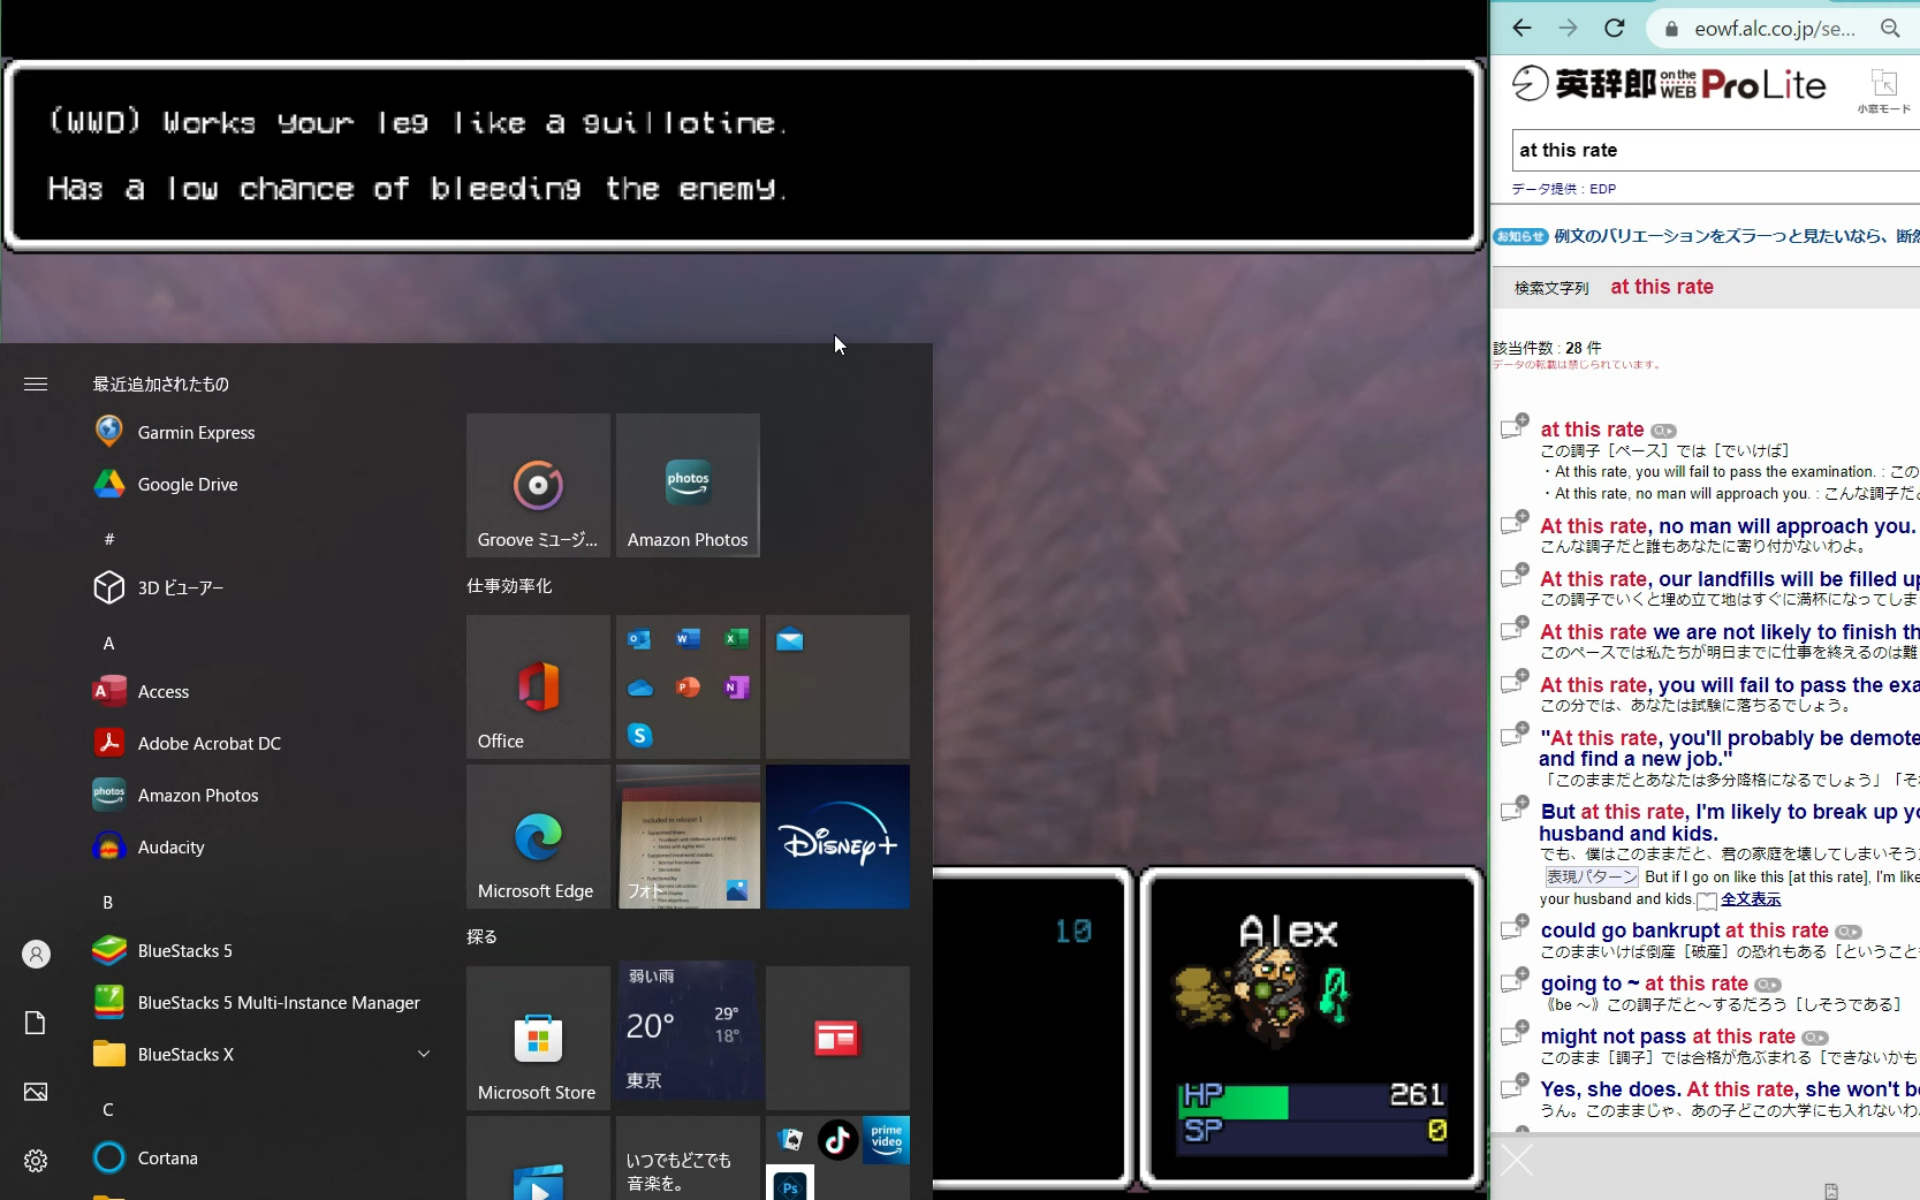 (WWD) Works your leg like a guillotine.
Has a low chance of bleeding the enemy.
最近追加されたもの
Garmin Express
Google Drive
#
3D ビューアー
A
Access
Adobe Acrobat DC
photos
Amazon Photos
Audacity
B
BlueStacks 5
BlueStacks 5 Multi-Instance Manager
BlueStacks X
C
Cortana
Groove ミュージ...
photos
Amazon Photos
仕事効率化
Office
Microsoft Edge
フォト
Disney+
探る
Microsoft Store
弱い雨
20°
29°
18°
東京
いつでもどこでも
音楽を。
prime
video
Ps
10
Alex
HP 261
SP 0
eowf.alc.co.jp/se...
英辞郎 on the WEB Pro Lite
小窓モード
at this rate
データ提供 : EDP
お知らせ 例文のバリエーションをズラーっと見たいなら、断然
検索文字列 at this rate
該当件数 : 28 件
データの転載は禁じられています。
at this rate
この調子［ペース］では［でいけば］
・At this rate, you will fail to pass the examination. : この
・At this rate, no man will approach you. : こんな調子だと
At this rate, no man will approach you.
こんな調子だと誰もあなたに寄り付かないわよ。
At this rate, our landfills will be filled up
この調子でいくと埋め立て地はすぐに満杯になってしま
At this rate we are not likely to finish th
このペースでは私たちが明日までに仕事を終えるのは難
At this rate, you will fail to pass the exa
この分では、あなたは試験に落ちるでしょう。
"At this rate, you'll probably be demote
and find a new job."
「このままだとあなたは多分降格になるでしょう」「そ
But at this rate, I'm likely to break up yo
husband and kids.
でも、僕はこのままだと、君の家庭を壊してしまいそう
表現パターン But if I go on like this [at this rate], I'm like
your husband and kids. 全文表示
could go bankrupt at this rate
このままいけば倒産［破産］の恐れもある［ということ
going to ~ at this rate
《be ～》この調子だと～するだろう［しそうである］
might not pass at this rate
このまま［調子］では合格が危ぶまれる［できないかも
Yes, she does. At this rate, she won't b
うん。このままじゃ、あの子どこの大学にも入れないわ